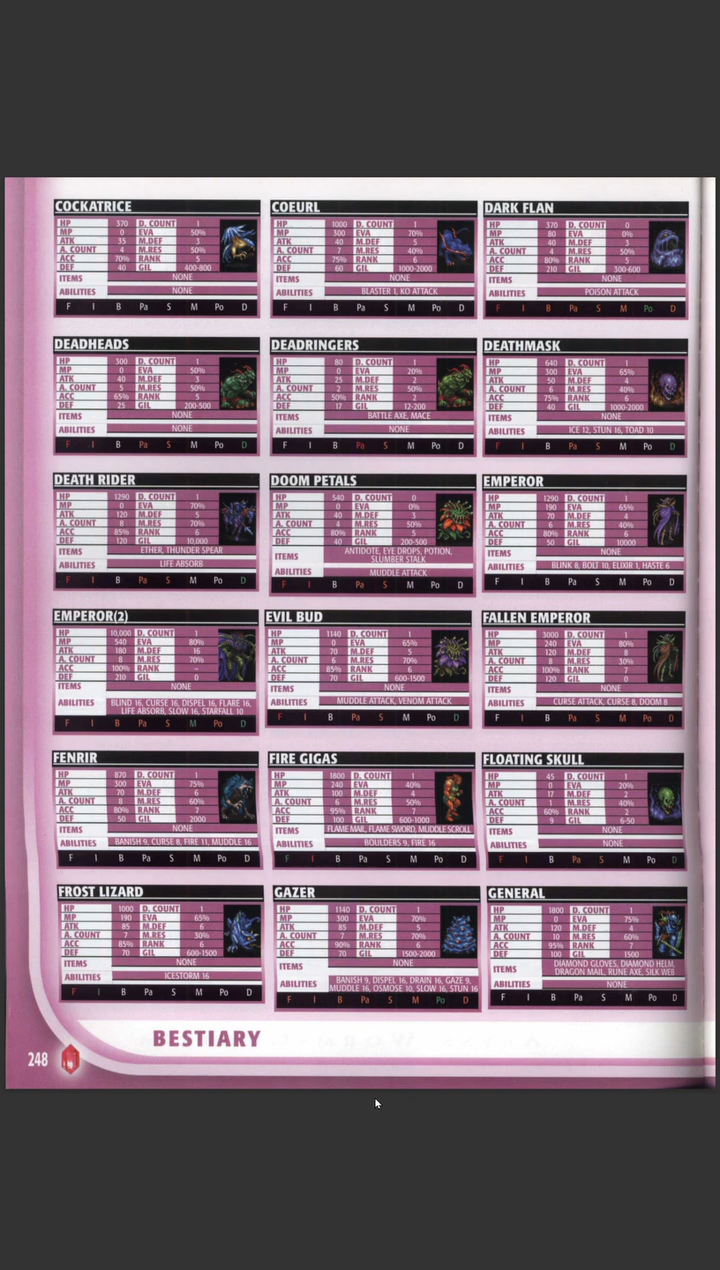 COCKATRICE
HP 370 D. COUNT 1
MP 0 EVA 50%
ATK 35 M.DEF 3
A. COUNT 4 M.RES 50%
ACC 70% RANK 5
DEF 40 GIL 400-800
ITEMS NONE
ABILITIES NONE
F I B Pa S M Po D
COEURL
HP 1000 D. COUNT 1
MP 300 EVA 70%
ATK 40 M.DEF 5
A. COUNT 7 M.RES 40%
ACC 75% RANK 6
DEF 60 GIL 1000-2000
ITEMS NONE
ABILITIES BLASTER 1, KO ATTACK
F I B Pa S M Po D
DARK FLAN
HP 370 D. COUNT 0
MP 80 EVA 0%
ATK 40 M.DEF 3
A. COUNT 4 M.RES 50%
ACC 80% RANK 5
DEF 210 GIL 300-600
ITEMS NONE
ABILITIES POISON ATTACK
F I B Pa S M Po D
DEADHEADS
HP 300 D. COUNT 1
MP 0 EVA 50%
ATK 40 M.DEF
A. COUNT 5 M.RES 50%
ACC 65% RANK 5
DEF 25 GIL 200-500
ITEMS NONE
ABILITIES NONE
F I B Pa S M Po D
DEADRINGERS
HP 80 D. COUNT 1
MP 0 EVA 20%
ATK 25 M.DEF 2
A. COUNT 2 M.RES 50%
ACC 50% RANK 2
DEF 17 GIL 12-200
ITEMS BATTLE AXE, MACE
ABILITIES NONE
F I B Pa S M Po D
DEATHMASK
HP 640 D. COUNT 1
MP 300 EVA 65%
ATK 50 M.DEF 4
A. COUNT 6 M.RES 40%
ACC 75% RANK 6
DEF 40 GIL 1000-2000
ITEMS NONE
ABILITIES ICE 12, STUN 16, TOAD 10
F I B Pa S M Po D
DEATH RIDER
HP 1290 D. COUNT 1
MP 0 EVA 70%
ATK 120 M.DEF 5
A. COUNT 8 M.RES 70%
ACC 85% RANK 6
DEF 120 GIL 0
ITEMS ETHER, THUNDER SPEAR
ABILITIES LIFE ABSORB
F I B Pa S M Po D
DOOM PETALS
HP 540 D. COUNT 0
MP 0 EVA 0%
ATK 40 M.DEF 3
A. COUNT 4 M.RES 50%
ACC 80% RANK 5
DEF 40 GIL 200-500
ITEMS ANTIDOTE, EYE DROPS, POTION,
SLUMBER STALK
ABILITIES MUDDLE ATTACK
F I B Pa S M Po D
EMPEROR
HP 1290 D. COUNT 1
MP 190 EVA 65%
ATK 70 M.DEF 4
A. COUNT 6 M.RES 40%
ACC 80% RANK 6
DEF 50 GIL 10000
ITEMS NONE
ABILITIES BLINK 8, BOLT 10, ELIXIR 1, HASTE 6
F I B Pa S M Po D
EMPEROR(2)
HP 10,000 D. COUNT 1
MP 540 EVA 80%
ATK 180 M.DEF 16
A. COUNT 8 M.RES 70%
ACC 100% RANK -
DEF 210 GIL 0
ITEMS NONE
ABILITIES BLIND 16, CURSE 16, DISPEL 16, FLARE 16,
LIFE ABSORB, SLOW 16, STARFALL 10
F I B Pa S M Po D
EVIL BUD
HP 1140 D. COUNT 1
MP 0 EVA 65%
ATK 70 M.DEF 5
A. COUNT 6 M.RES 70%
ACC 85% RANK 6
DEF 70 GIL 600-1500
ITEMS NONE
ABILITIES MUDDLE ATTACK, VENOM ATTACK
F I B Pa S M Po D
FALLEN EMPEROR
HP 3000 D. COUNT 1
MP 240 EVA 80%
ATK 120 M.DEF 8
A. COUNT 8 M.RES 30%
ACC 100% RANK 7
DEF 120 GIL 0
ITEMS NONE
ABILITIES CURSE ATTACK, CURSE 8, DOOM 8
F I B Pa S M Po D
FENRIR
HP 870 D. COUNT 1
MP 300 EVA 75%
ATK 70 M.DEF 6
A. COUNT 8 M.RES 60%
ACC 80% RANK 7
DEF 50 GIL 2000
ITEMS NONE
ABILITIES BANISH 9, CURSE 8, FIRE 11, MUDDLE 16
F I B Pa S M Po D
FIRE GIGAS
HP 1800 D. COUNT 1
MP 240 EVA 40%
ATK 100 M.DEF 4
A. COUNT 6 M.RES 50%
ACC 95% RANK 7
DEF 100 GIL 600-1000
ITEMS FLAME MAIL, FLAME SWORD, MUDDLE SCROLL
ABILITIES BOULDERS 9, FIRE 16
F I B Pa S M Po D
FLOATING SKULL
HP 45 D. COUNT 1
MP 0 EVA 20%
ATK 17 M.DEF 2
A. COUNT 1 M.RES 40%
ACC 60% RANK 2
DEF 9 GIL 6-50
ITEMS NONE
ABILITIES NONE
F I B Pa S M Po D
FROST LIZARD
HP 1000 D. COUNT 1
MP 190 EVA 65%
ATK 85 M.DEF 6
A. COUNT 7 M.RES 30%
ACC 85% RANK 6
DEF 70 GIL 600-1500
ITEMS NONE
ABILITIES ICESTORM 16
F I B Pa S M Po D
GAZER
HP 1140 D. COUNT 1
MP 300 EVA 70%
ATK 85 M.DEF 5
A. COUNT 7 M.RES 70%
ACC 90% RANK 6
DEF 70 GIL 1500-2000
ITEMS NONE
ABILITIES BANISH 9, DISPEL 16, DRAIN 16, GAZE 9,
MUDDLE 16, OSMOSE 10, SLOW 16, STUN 16
F I B Pa S M Po D
GENERAL
HP 1800 D. COUNT 1
MP 0 EVA 75%
ATK 120 M.DEF 4
A. COUNT 10 M.RES 60%
ACC 95% RANK 7
DEF 100 GIL 1500
ITEMS DIAMOND GLOVES, DIAMOND HELM,
DRAGON MAIL, RUNE AXE, SILK WEB
ABILITIES NONE
F I B Pa S M Po D
BESTIARY
248